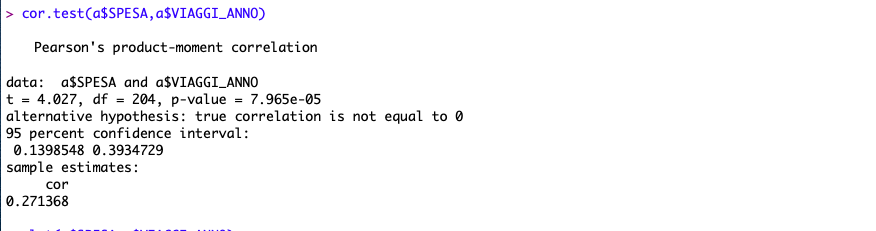 > cor.test(a$SPESA,a$VIAGGI_ANNO)
Pearson's product-moment correlation
data:  a$SPESA and a$VIAGGI_ANNO
t = 4.027, df = 204, p-value = 7.965e-05
alternative hypothesis: true correlation is not equal to 0
95 percent confidence interval:
0.1398548 0.3934729
sample estimates:
cor
0.271368